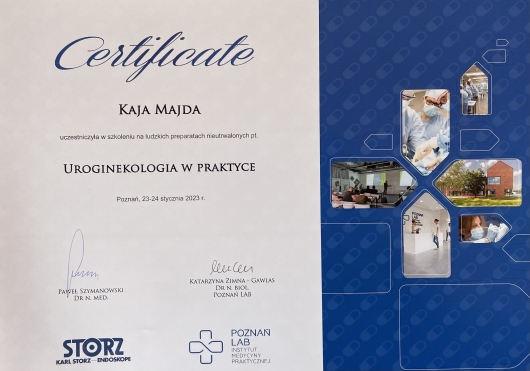 Certificate
Kaja Majda
uczestniczyła w szkoleniu na ludzkich preparatach nieutrwalonych pt.
Uroginekologia w praktyce
Poznań, 23-24 stycznia 2023 r.
Paweł Szymanowski
Dr n. med.
Katarzyna Zimna - Gawlas
Dr n. biol.
Poznań Lab
STORZ
KARL STORZ—ENDOSKOPE
POZNAŃ
LAB
INSTYTUT
MEDYCYNY
PRAKTYCZNEJ